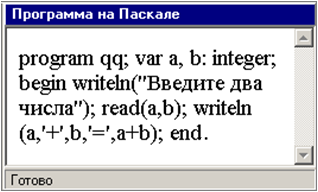 Программа на Паскале
program qq; var a, b: integer;
begin writeln("Введите два
числа"); read(a,b); writeln
(a,'+',b,'=',a+b); end.
Готово